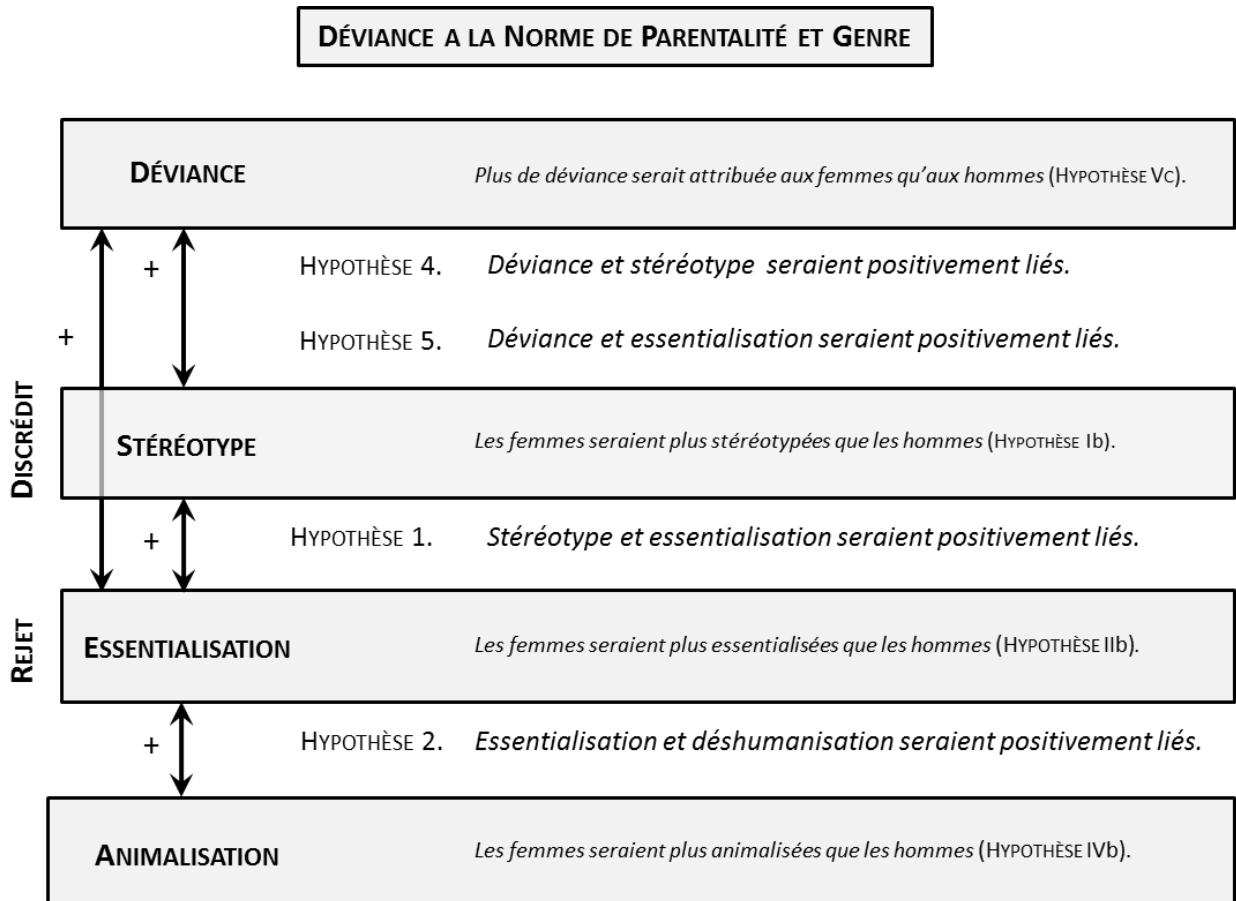 DÉVIANCE A LA NORME DE PARENTALITÉ ET GENRE
DÉVIANCE
Plus de déviance serait attribuée aux femmes qu'aux hommes (HYPOTHÈSE VC).
+
HYPOTHÈSE 4.
Déviance et stéréotype seraient positivement liés.
+
HYPOTHÈSE 5.
Déviance et essentialisation seraient positivement liés.
DISCRÉDIT
STÉRÉOTYPE
Les femmes seraient plus stéréotypées que les hommes (HYPOTHÈSE Ib).
+
HYPOTHÈSE 1.
Stéréotype et essentialisation seraient positivement liés.
REJET
ESSENTIALISATION
Les femmes seraient plus essentialisées que les hommes (HYPOTHÈSE IIb).
+
HYPOTHÈSE 2.
Essentialisation et déshumanisation seraient positivement liés.
ANIMALISATION
Les femmes seraient plus animalisées que les hommes (HYPOTHÈSE IVb).